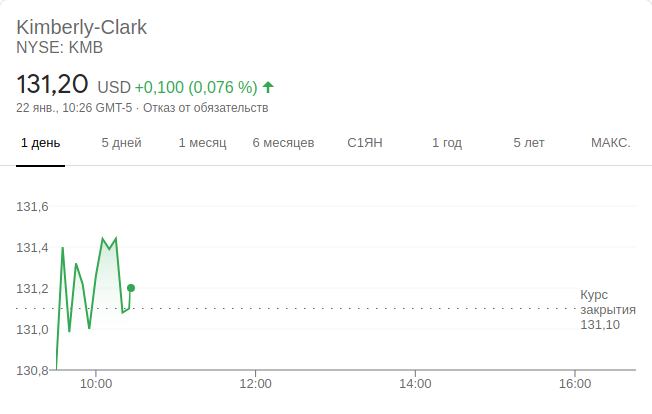 Kimberly-Clark
NYSE: KMB
131,20 USD +0,100 (0,076 %)
22 янв., 10:26 GMT-5 · Отказ от обязательств
1 день 5 дней 1 месяц 6 месяцев С1ЯН 1 год 5 лет МАКС.
131,6
131,4
131,2
Курс
закрытия
131,10
131,0
130,8
10:00 12:00 14:00 16:00